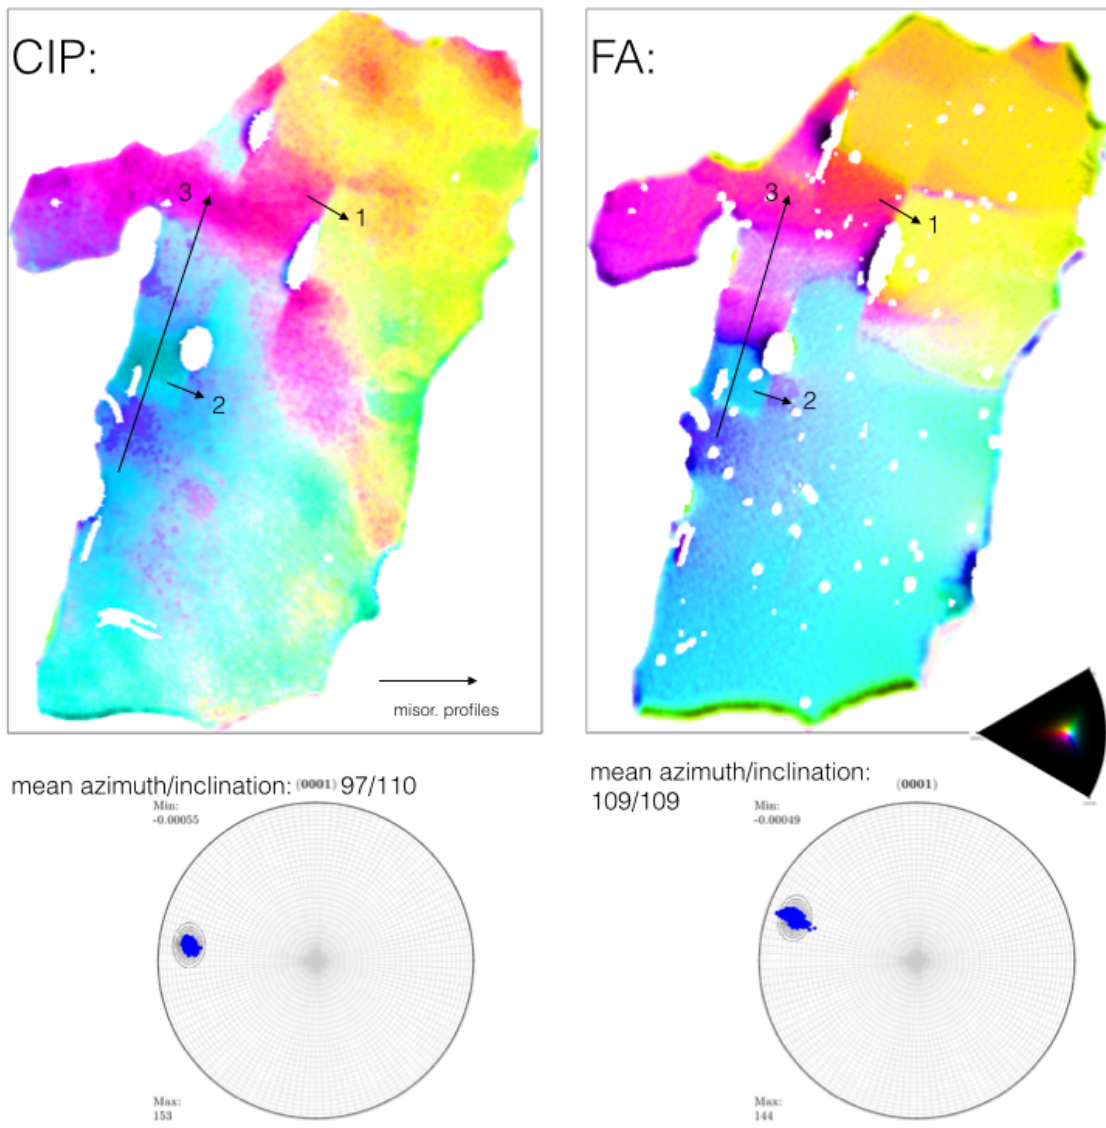 CIP:
FA:
3
1
2
3
1
2
misor. profiles
mean azimuth/inclination: (0001) 97/110
Min:
-0.00055
Max:
153
mean azimuth/inclination:
109/109
(0001)
Min:
-0.00049
Max:
144